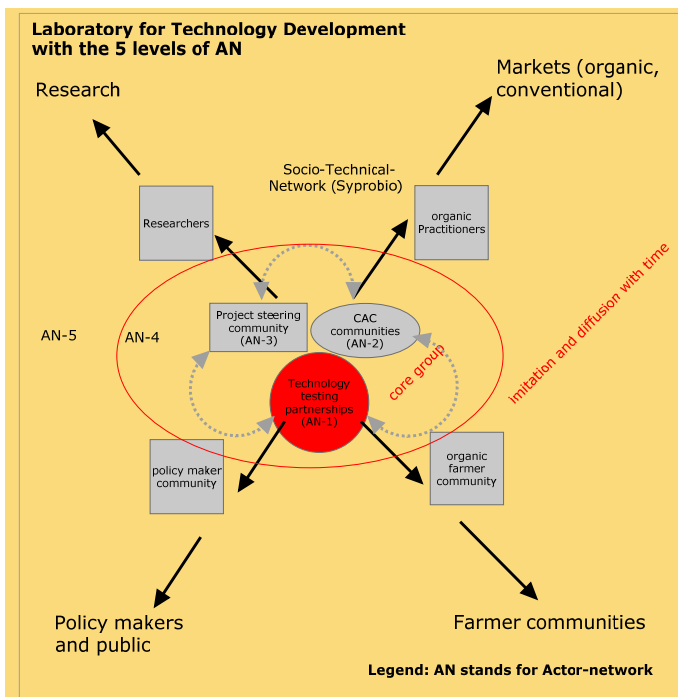 Laboratory for Technology Development
with the 5 levels of AN
Research
Markets (organic,
conventional)
Socio-Technical-
Network (Syprobio)
Researchers
organic
Practitioners
imitation and diffusion with time
AN-5
AN-4
Project steering
community
(AN-3)
CAC
communities
(AN-2)
core group
Technology
testing
partnerships
(AN-1)
policy maker
community
organic
farmer
community
Policy makers
and public
Farmer communities
Legend: AN stands for Actor-network